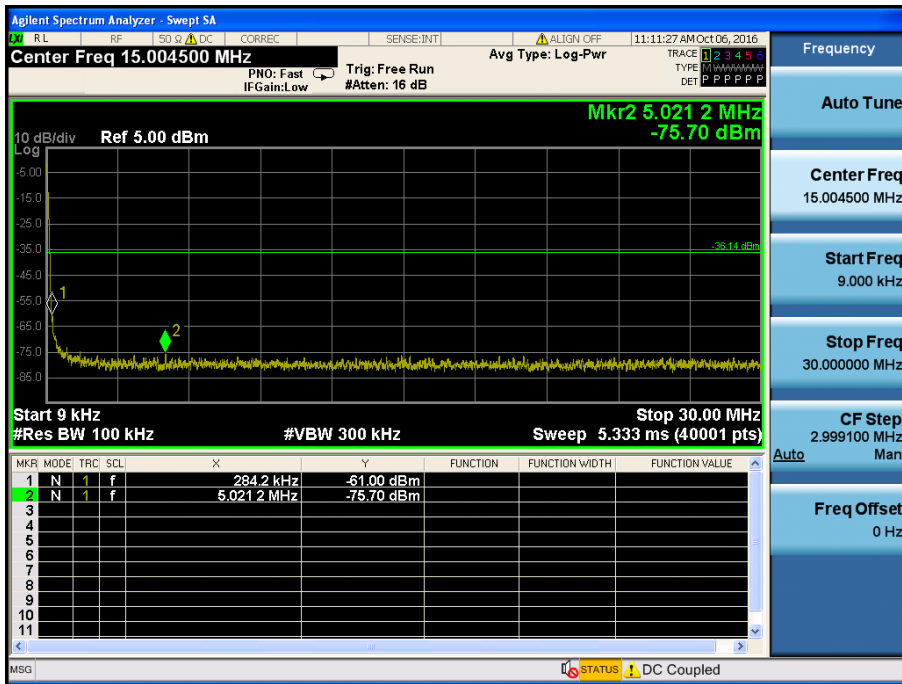 Agilent Spectrum Analyzer - Swept SA
LXI RL RF 50 Ω DC CORREC SENSE:INT ALIGN OFF 11:11:27 AM Oct 06, 2016
Center Freq 15.004500 MHz
PNO: Fast
IFGain:Low
Trig: Free Run
#Atten: 16 dB
Avg Type: Log-Pwr
TRACE 1 2 3 4 5 6
TYPE MWWWWW
DET P P P P P P
Mkr2 5.021 2 MHz
-75.70 dBm
10 dB/div
Log
Ref 5.00 dBm
-5.00
-15.0
-25.0
-35.0
-36.14 dBm
-45.0
1
-55.0
-65.0
2
-75.0
-85.0
Start 9 kHz
Stop 30.00 MHz
#Res BW 100 kHz
#VBW 300 kHz
Sweep 5.333 ms (40001 pts)
MKR MODE TRC SCL X Y FUNCTION FUNCTION WIDTH FUNCTION VALUE
1 N 1 f 284.2 kHz -61.00 dBm
2 N 1 f 5.021 2 MHz -75.70 dBm
3
4
5
6
7
8
9
10
11
MSG
STATUS
DC Coupled
Frequency
Auto Tune
Center Freq
15.004500 MHz
Start Freq
9.000 kHz
Stop Freq
30.000000 MHz
CF Step
2.999100 MHz
Auto Man
Freq Offset
0 Hz